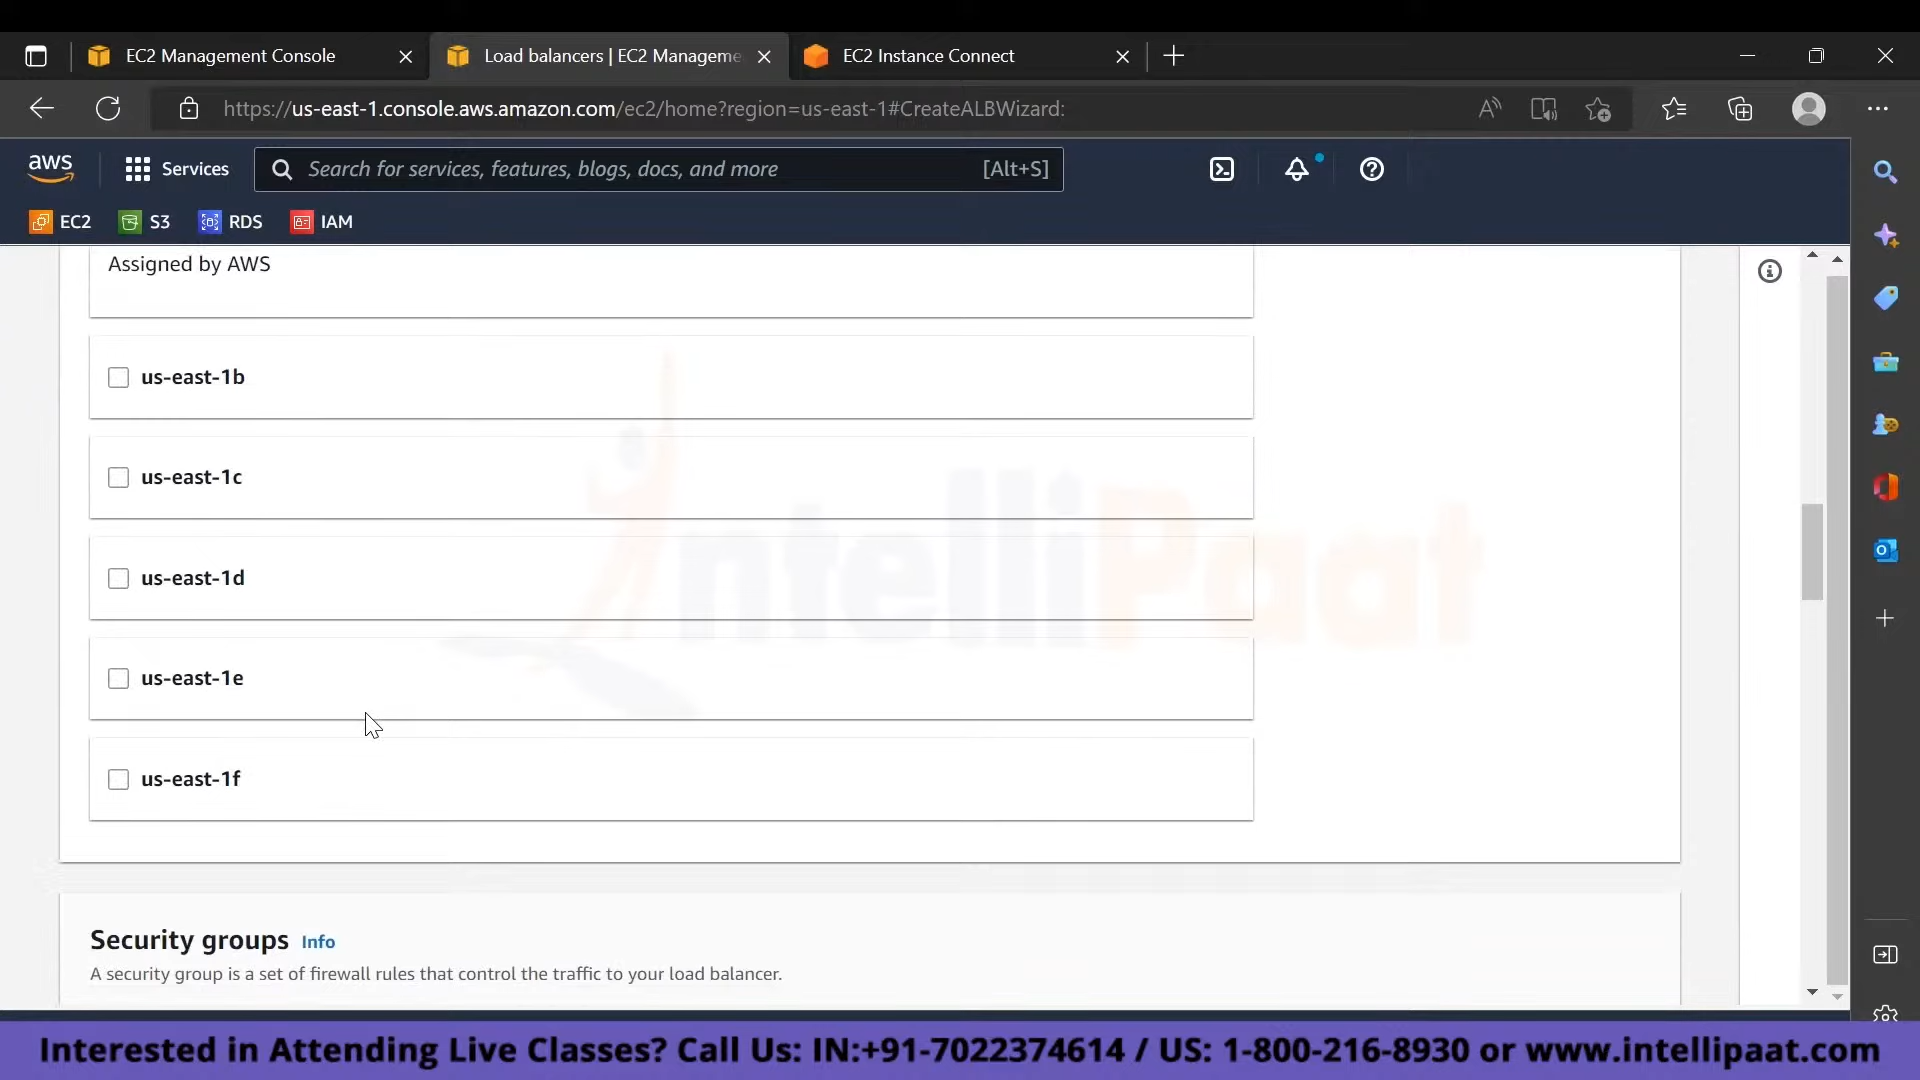 EC2 Management Console
Load balancers | EC2 Manageme
EC2 Instance Connect
https://us-east-1.console.aws.amazon.com/ec2/home?region=us-east-1#CreateALBWizard:
aws
Services
Search for services, features, blogs, docs, and more
[Alt+S]
EC2
S3
RDS
IAM
Assigned by AWS
us-east-1b
us-east-1c
us-east-1d
us-east-1e
us-east-1f
IntelliPaat
Security groups Info
A security group is a set of firewall rules that control the traffic to your load balancer.
Interested in Attending Live Classes? Call Us: IN:+91-7022374614 / US: 1-800-216-8930 or www.intellipaat.com